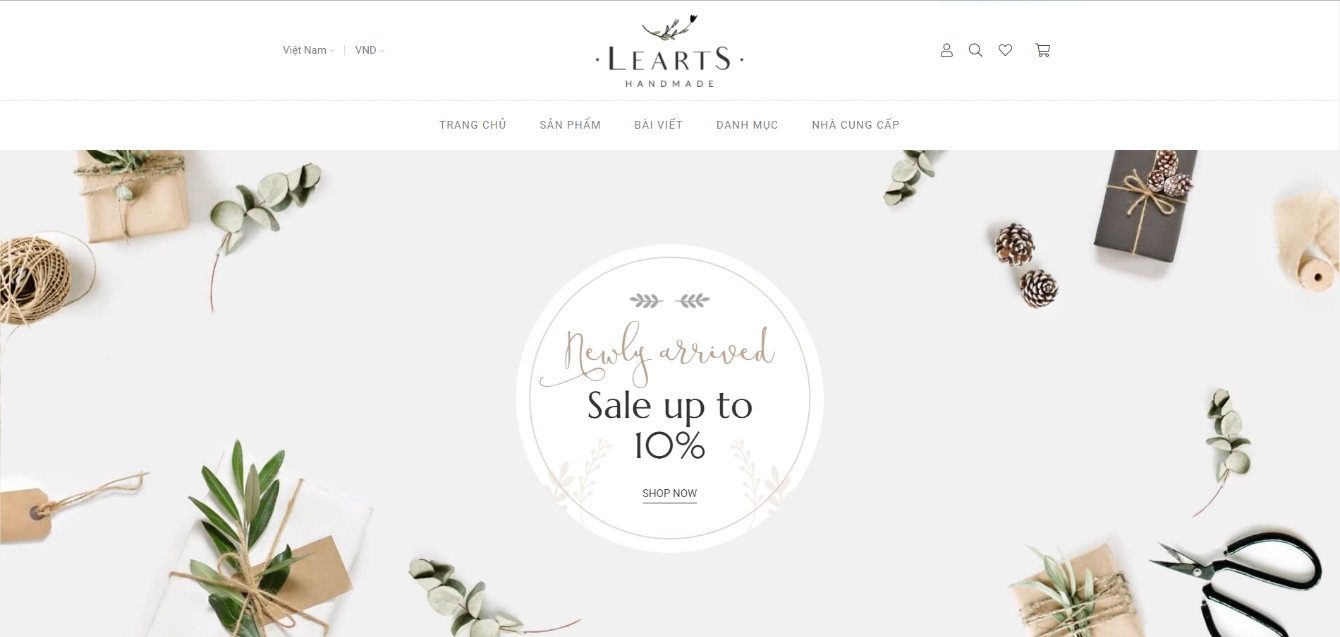 Việt Nam
VND
LEARTS
HANDMADE
TRANG CHỦ
SẢN PHẨM
BÀI VIẾT
DANH MỤC
NHÀ CUNG CẤP
Newly arrived
Sale up to
10%
SHOP NOW